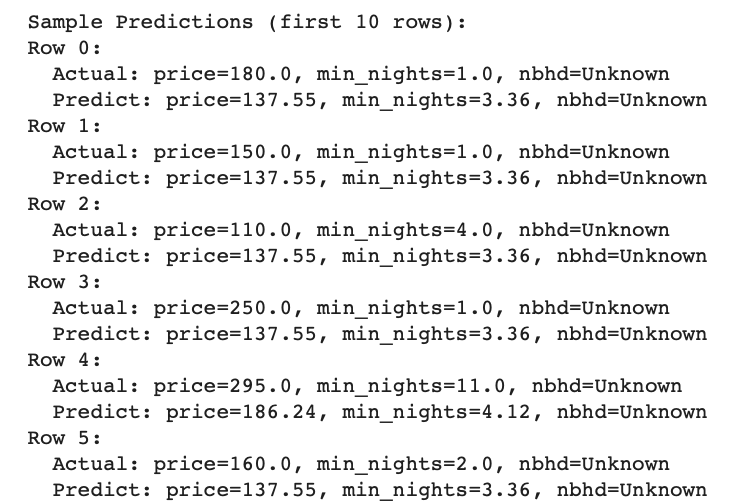 Sample Predictions (first 10 rows):
Row 0:
Actual: price=180.0, min_nights=1.0, nbhd=Unknown
Predict: price=137.55, min_nights=3.36, nbhd=Unknown
Row 1:
Actual: price=150.0, min_nights=1.0, nbhd=Unknown
Predict: price=137.55, min_nights=3.36, nbhd=Unknown
Row 2:
Actual: price=110.0, min_nights=4.0, nbhd=Unknown
Predict: price=137.55, min_nights=3.36, nbhd=Unknown
Row 3:
Actual: price=250.0, min_nights=1.0, nbhd=Unknown
Predict: price=137.55, min_nights=3.36, nbhd=Unknown
Row 4:
Actual: price=295.0, min_nights=11.0, nbhd=Unknown
Predict: price=186.24, min_nights=4.12, nbhd=Unknown
Row 5:
Actual: price=160.0, min_nights=2.0, nbhd=Unknown
Predict: price=137.55, min_nights=3.36, nbhd=Unknown